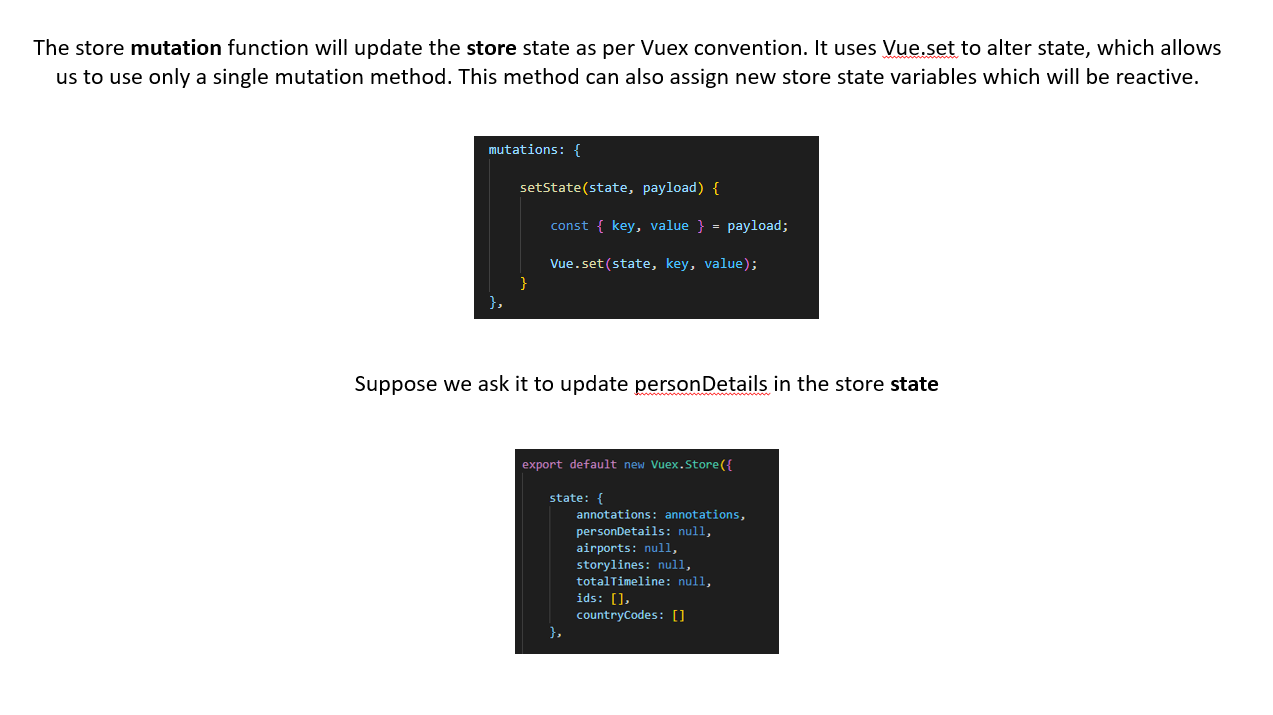 The store mutation function will update the store state as per Vuex convention. It uses Vue.set to alter state, which allows
us to use only a single mutation method. This method can also assign new store state variables which will be reactive.
mutations: {
setState(state, payload) {
const { key, value } = payload;
Vue.set(state, key, value);
}
},
Suppose we ask it to update personDetails in the store state
export default new Vuex.Store({
state: {
annotations: annotations,
personDetails: null,
airports: null,
storylines: null,
totalTimeline: null,
ids: [],
countryCodes: []
},